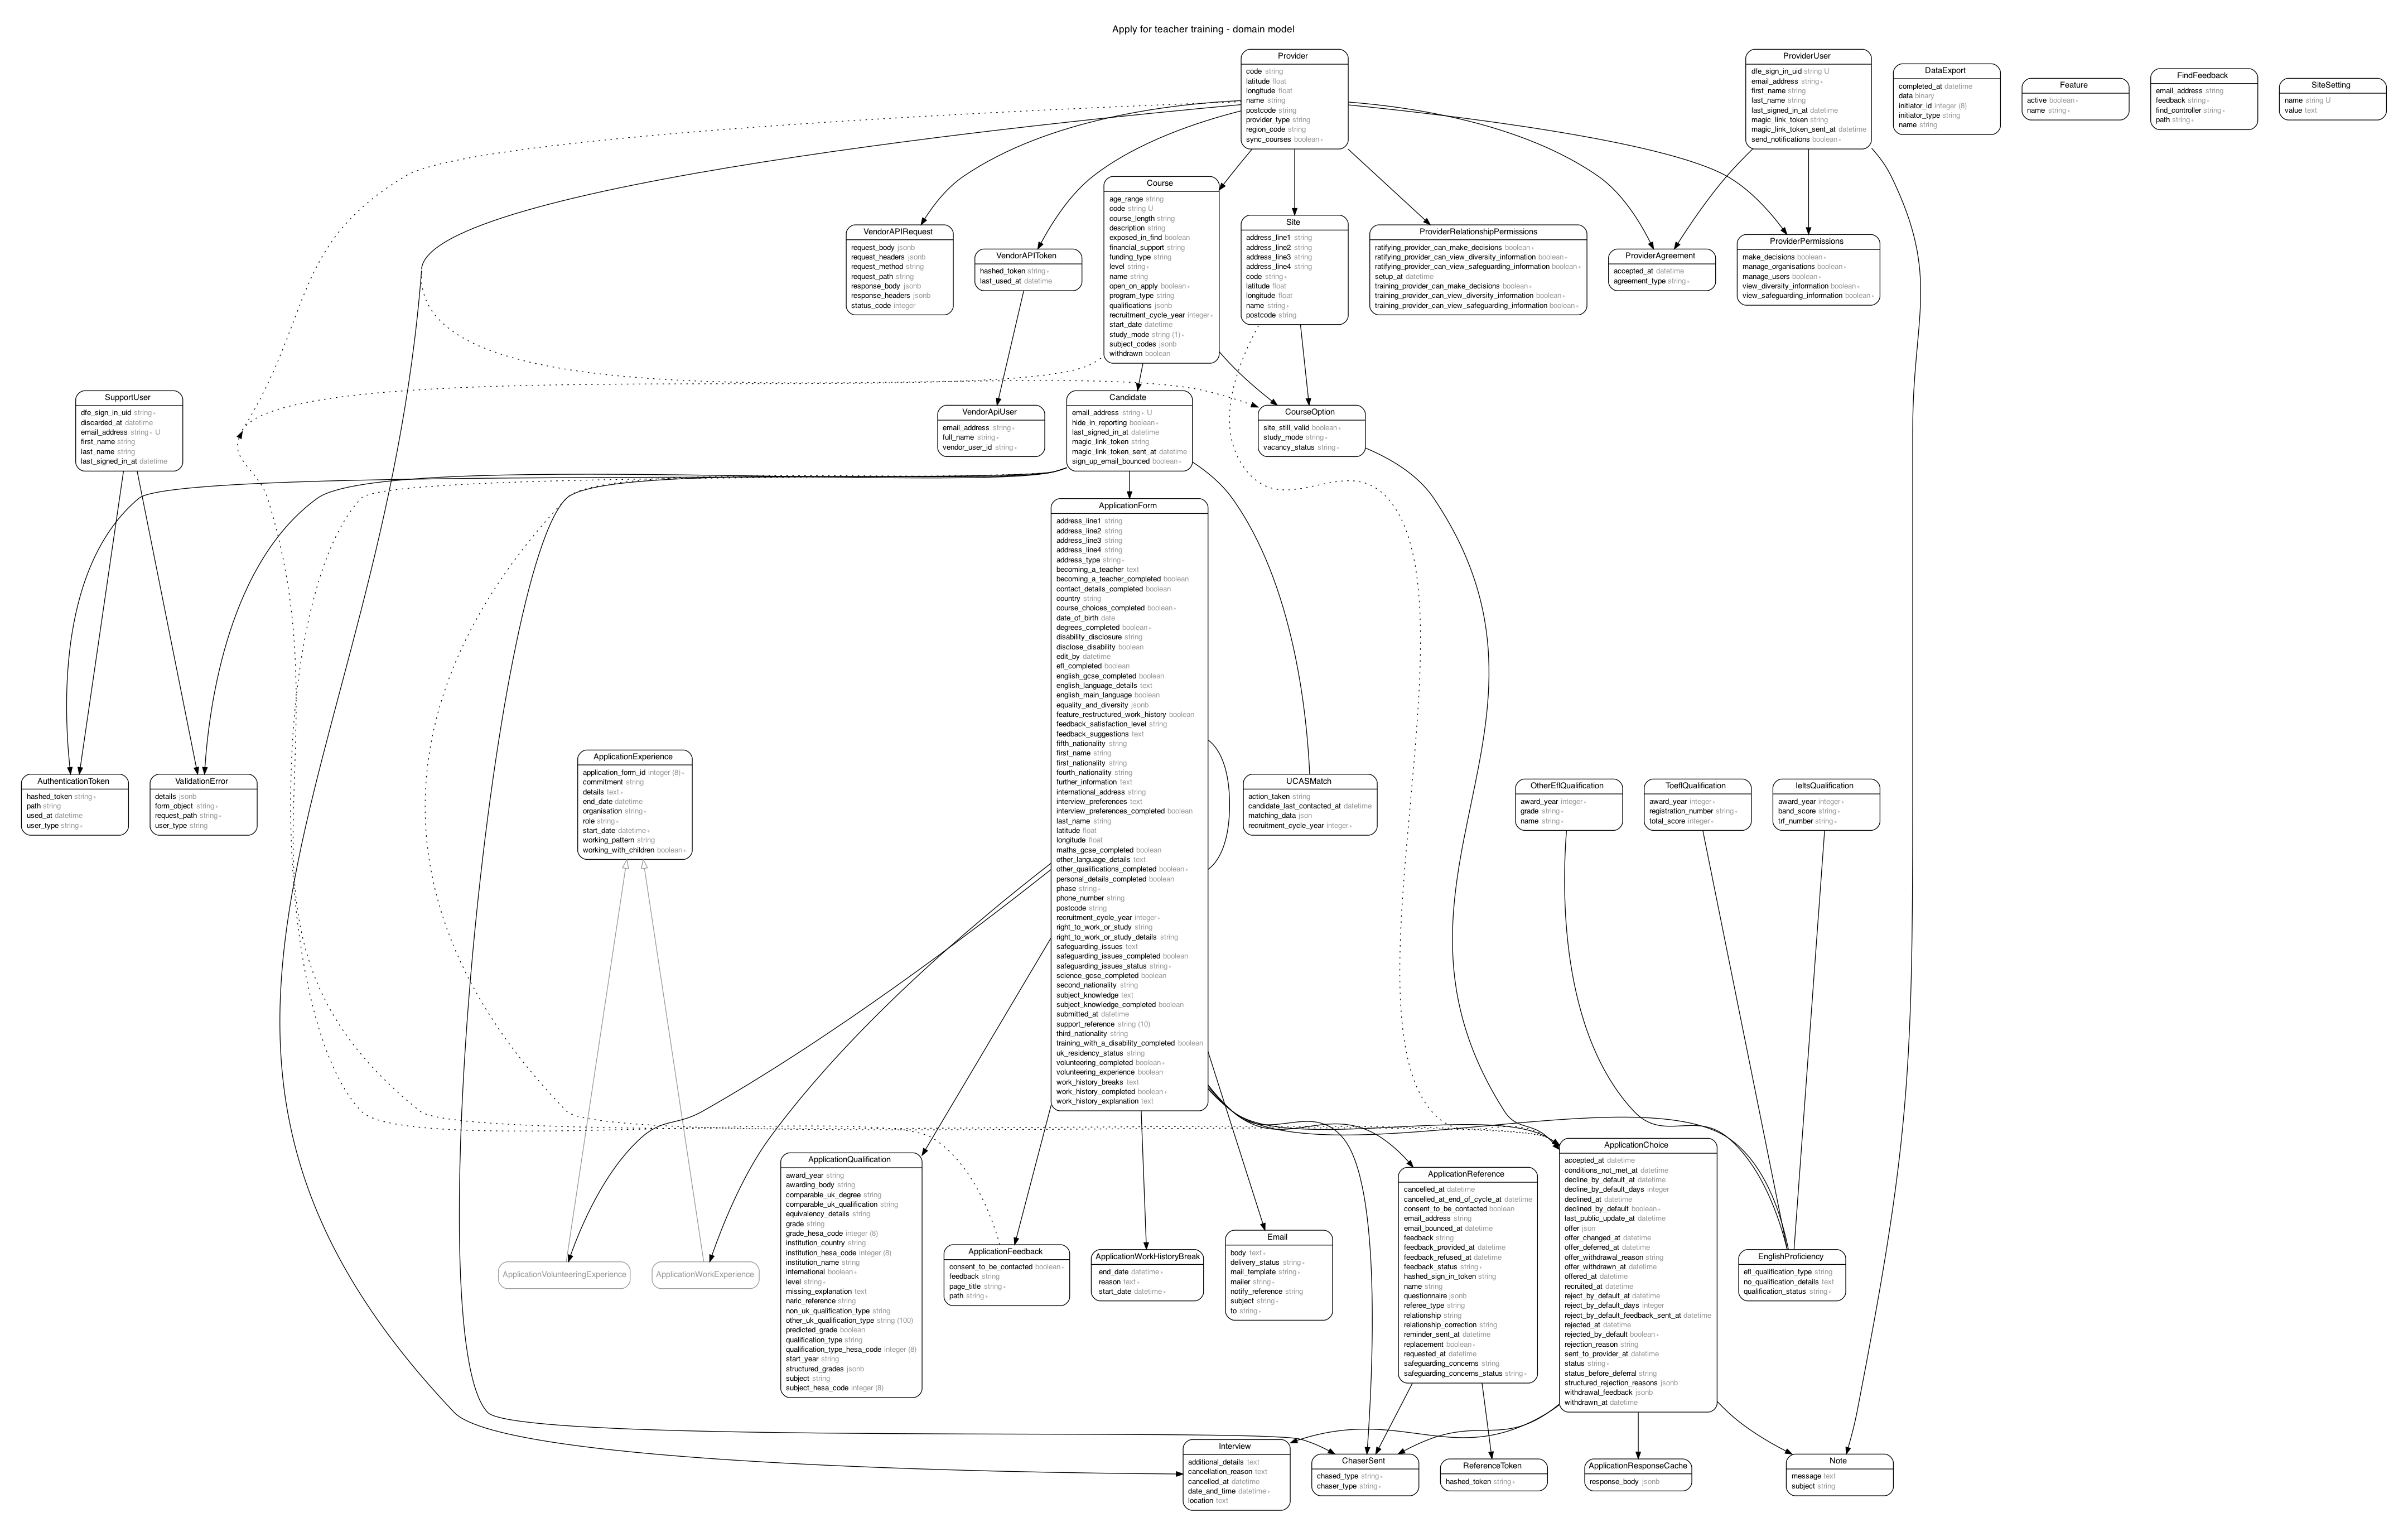 Apply for teacher training - domain model
Provider
code string
latitude float
longitude float
name string
postcode string
provider_type string
region_code string
sync_courses boolean ∗
ProviderUser
dfe_sign_in_uid string U
email_address string ∗
first_name string
last_name string
last_signed_in_at datetime
magic_link_token string
magic_link_token_sent_at datetime
send_notifications boolean ∗
DataExport
completed_at datetime
data binary
initiator_id integer (8)
initiator_type string
name string
Feature
active boolean ∗
name string ∗
FindFeedback
email_address string
feedback string ∗
find_controller string ∗
path string ∗
SiteSetting
name string U
value text
Course
age_range string
code string U
course_length string
description string
exposed_in_find boolean
financial_support string
funding_type string
level string ∗
name string
open_on_apply boolean ∗
program_type string
qualifications jsonb
recruitment_cycle_year integer ∗
start_date datetime
study_mode string (1) ∗
subject_codes jsonb
withdrawn boolean
VendorAPIRequest
request_body jsonb
request_headers jsonb
request_method string
request_path string
response_body jsonb
response_headers jsonb
status_code integer
VendorAPIToken
hashed_token string ∗
last_used_at datetime
Site
address_line1 string
address_line2 string
address_line3 string
address_line4 string
code string ∗
latitude float
longitude float
name string ∗
postcode string
ProviderRelationshipPermissions
ratifying_provider_can_make_decisions boolean ∗
ratifying_provider_can_view_diversity_information boolean ∗
ratifying_provider_can_view_safeguarding_information boolean ∗
setup_at datetime
training_provider_can_make_decisions boolean ∗
training_provider_can_view_diversity_information boolean ∗
training_provider_can_view_safeguarding_information boolean ∗
ProviderAgreement
accepted_at datetime
agreement_type string ∗
ProviderPermissions
make_decisions boolean ∗
manage_organisations boolean ∗
manage_users boolean ∗
view_diversity_information boolean ∗
view_safeguarding_information boolean ∗
SupportUser
dfe_sign_in_uid string ∗
discarded_at datetime
email_address string ∗ U
first_name string
last_name string
last_signed_in_at datetime
VendorApiUser
email_address string ∗
full_name string ∗
vendor_user_id string ∗
Candidate
email_address string ∗ U
hide_in_reporting boolean ∗
last_signed_in_at datetime
magic_link_token string
magic_link_token_sent_at datetime
sign_up_email_bounced boolean ∗
CourseOption
site_still_valid boolean ∗
study_mode string ∗
vacancy_status string ∗
ApplicationForm
address_line1 string
address_line2 string
address_line3 string
address_line4 string
address_type string ∗
becoming_a_teacher text
becoming_a_teacher_completed boolean
contact_details_completed boolean
country string
course_choices_completed boolean ∗
date_of_birth date
degrees_completed boolean ∗
disability_disclosure string
disclose_disability boolean
edit_by datetime
efl_completed boolean
english_gcse_completed boolean
english_language_details text
english_main_language boolean
equality_and_diversity jsonb
feature_restructured_work_history boolean
feedback_satisfaction_level string
feedback_suggestions text
fifth_nationality string
first_name string
first_nationality string
fourth_nationality string
further_information text
international_address string
interview_preferences text
interview_preferences_completed boolean
last_name string
latitude float
longitude float
maths_gcse_completed boolean
other_language_details text
other_qualifications_completed boolean ∗
personal_details_completed boolean
phase string ∗
phone_number string
postcode string
recruitment_cycle_year integer ∗
right_to_work_or_study string
right_to_work_or_study_details string
safeguarding_issues text
safeguarding_issues_completed boolean
safeguarding_issues_status string ∗
science_gcse_completed boolean
second_nationality string
subject_knowledge text
subject_knowledge_completed boolean
submitted_at datetime
support_reference string (10)
third_nationality string
training_with_a_disability_completed boolean
uk_residency_status string
volunteering_completed boolean ∗
volunteering_experience boolean
work_history_breaks text
work_history_completed boolean ∗
work_history_explanation text
AuthenticationToken
hashed_token string ∗
path string
used_at datetime
user_type string ∗
ValidationError
details jsonb
form_object string ∗
request_path string ∗
user_type string
ApplicationExperience
application_form_id integer (8) ∗
commitment string
details text ∗
end_date datetime
organisation string ∗
role string ∗
start_date datetime ∗
working_pattern string
working_with_children boolean ∗
UCASMatch
action_taken string
candidate_last_contacted_at datetime
matching_data json
recruitment_cycle_year integer ∗
OtherEflQualification
award_year integer ∗
grade string ∗
name string ∗
ToeflQualification
award_year integer ∗
registration_number string ∗
total_score integer ∗
IeltsQualification
award_year integer ∗
band_score string ∗
trf_number string ∗
ApplicationVolunteeringExperience
ApplicationWorkExperience
ApplicationQualification
award_year string
awarding_body string
comparable_uk_degree string
comparable_uk_qualification string
equivalency_details string
grade string
grade_hesa_code integer (8)
institution_country string
institution_hesa_code integer (8)
institution_name string
international boolean ∗
level string ∗
missing_explanation text
naric_reference string
non_uk_qualification_type string
other_uk_qualification_type string (100)
predicted_grade boolean
qualification_type string
qualification_type_hesa_code integer (8)
start_year string
structured_grades jsonb
subject string
subject_hesa_code integer (8)
ApplicationFeedback
consent_to_be_contacted boolean ∗
feedback string
page_title string ∗
path string ∗
ApplicationWorkHistoryBreak
end_date datetime ∗
reason text ∗
start_date datetime ∗
Email
body text ∗
delivery_status string ∗
mail_template string ∗
mailer string ∗
notify_reference string
subject string ∗
to string ∗
ApplicationReference
cancelled_at datetime
cancelled_at_end_of_cycle_at datetime
consent_to_be_contacted boolean
email_address string
email_bounced_at datetime
feedback string
feedback_provided_at datetime
feedback_refused_at datetime
feedback_status string ∗
hashed_sign_in_token string
name string
questionnaire jsonb
referee_type string
relationship string
relationship_correction string
reminder_sent_at datetime
replacement boolean ∗
requested_at datetime
safeguarding_concerns string
safeguarding_concerns_status string ∗
ApplicationChoice
accepted_at datetime
conditions_not_met_at datetime
decline_by_default_at datetime
decline_by_default_days integer
declined_at datetime
declined_by_default boolean ∗
last_public_update_at datetime
offer json
offer_changed_at datetime
offer_deferred_at datetime
offer_withdrawal_reason string
offer_withdrawn_at datetime
offered_at datetime
recruited_at datetime
reject_by_default_at datetime
reject_by_default_days integer
reject_by_default_feedback_sent_at datetime
rejected_at datetime
rejected_by_default boolean ∗
rejection_reason string
sent_to_provider_at datetime
status string ∗
status_before_deferral string
structured_rejection_reasons jsonb
withdrawal_feedback jsonb
withdrawn_at datetime
EnglishProficiency
efl_qualification_type string
no_qualification_details text
qualification_status string ∗
Interview
additional_details text
cancellation_reason text
cancelled_at datetime
date_and_time datetime ∗
location text
ChaserSent
chased_type string ∗
chaser_type string ∗
ReferenceToken
hashed_token string ∗
ApplicationResponseCache
response_body jsonb
Note
message text
subject string